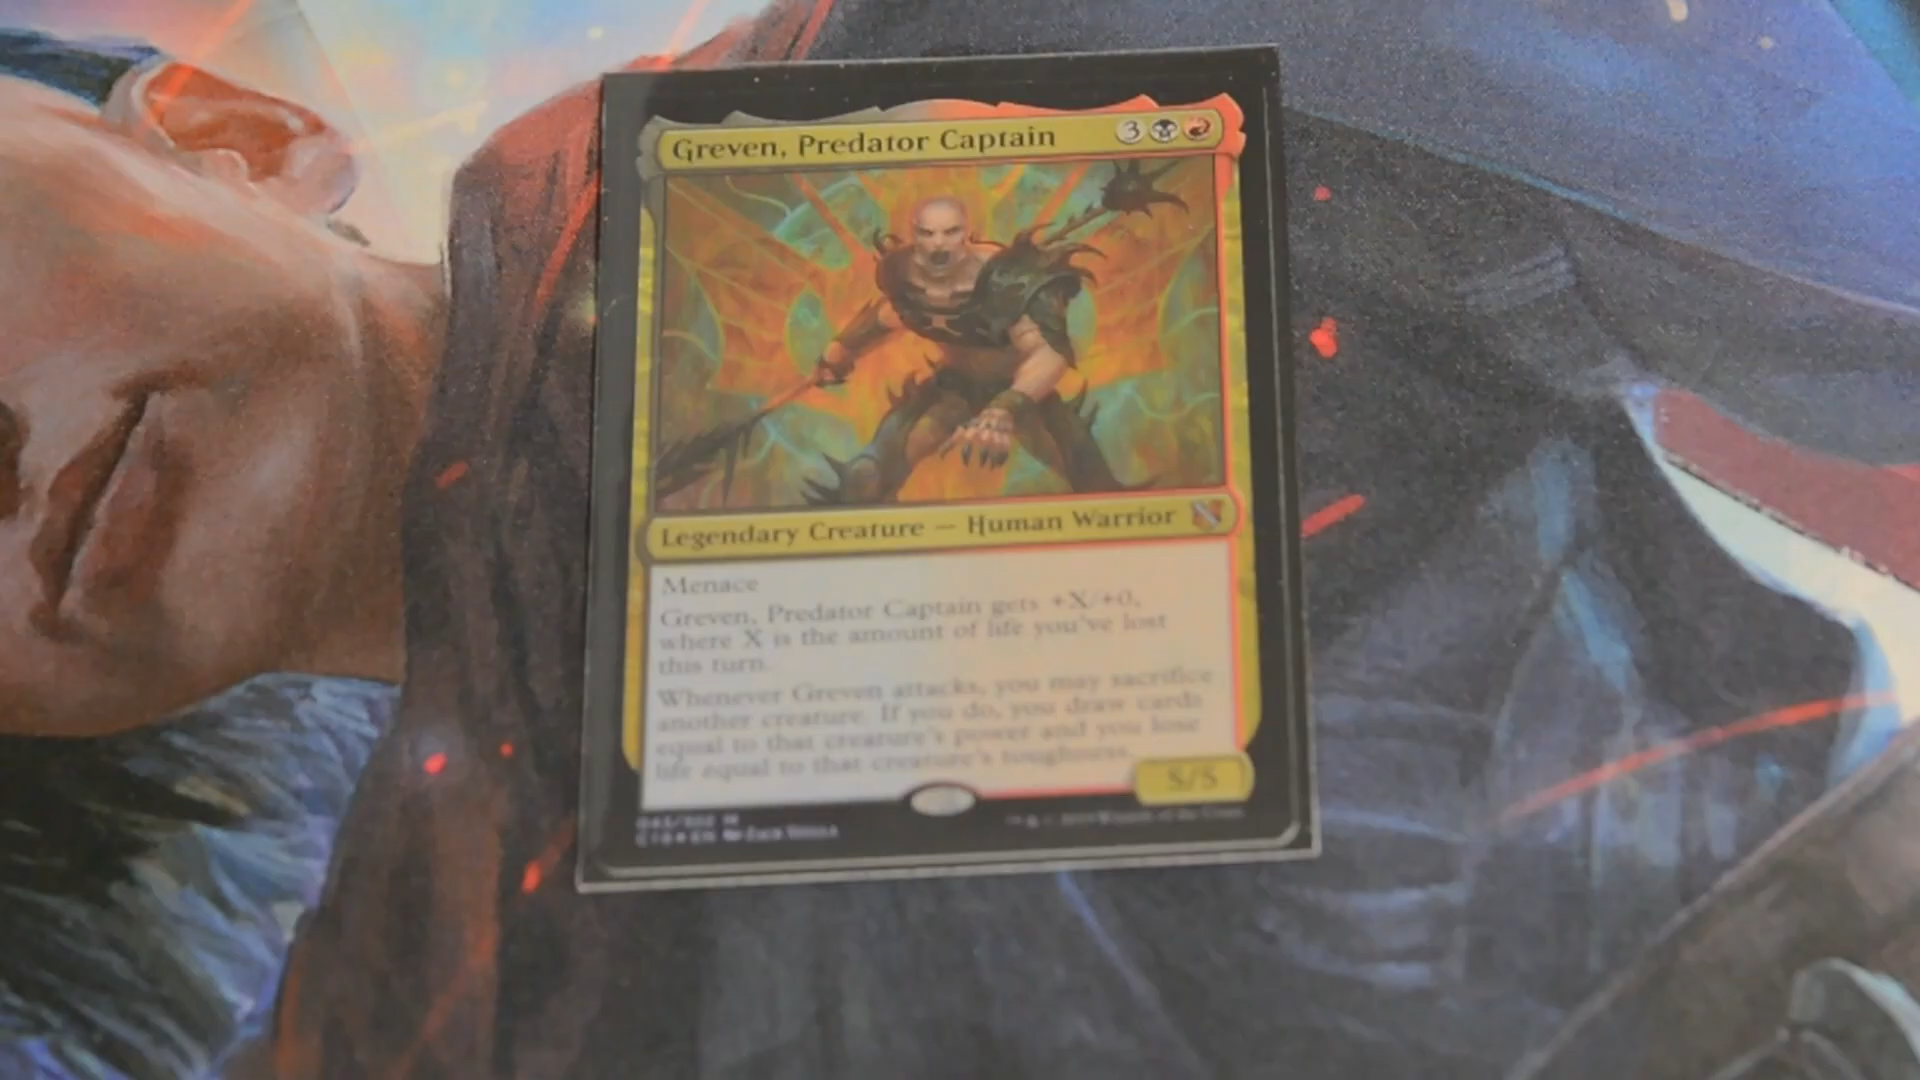 Greven, Predator Captain 3
Legendary Creature — Human Warrior
Menace
Greven, Predator Captain gets +X/+0,
where X is the amount of life you've lost
this turn.
Whenever Greven attacks, you may sacrifice
another creature. If you do, you draw cards
equal to that creature's power and you lose
life equal to that creature's toughness.
5/5